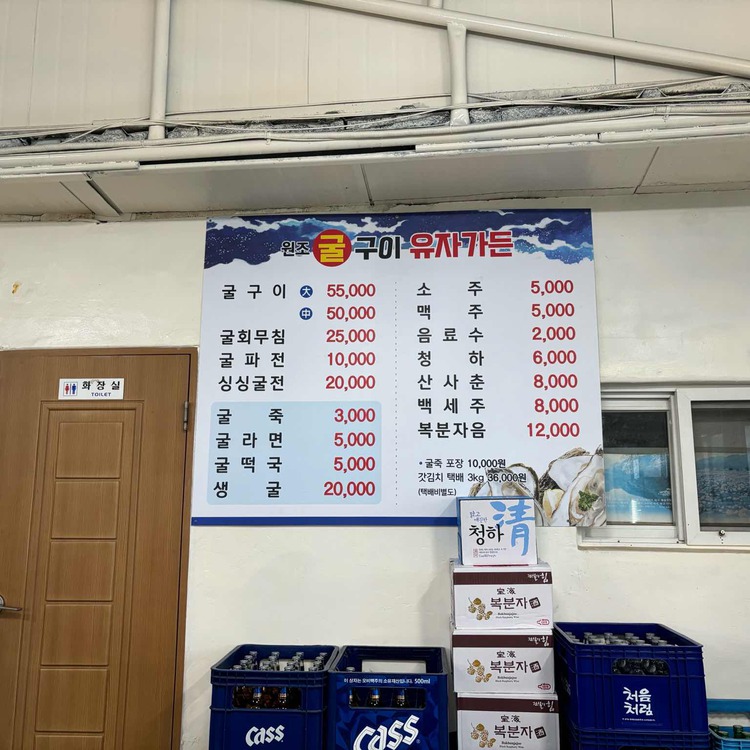 원조 굴구이 유자가든
굴구이 大 55,000
中 50,000
굴회무침 25,000
굴파전 10,000
싱싱굴전 20,000
굴죽 3,000
굴라면 5,000
굴떡국 5,000
생굴 20,000
소주 5,000
맥주 5,000
음료수 2,000
청하 6,000
산사춘 8,000
백세주 8,000
복분자음 12,000
• 굴죽 포장 10,000원
갓김치 택배 3kg 36,000원
(택배비별도)
화장실
TOILET
청하 清
복분자
복분자
복분자
Cass
500ml
Cass
처음
처럼